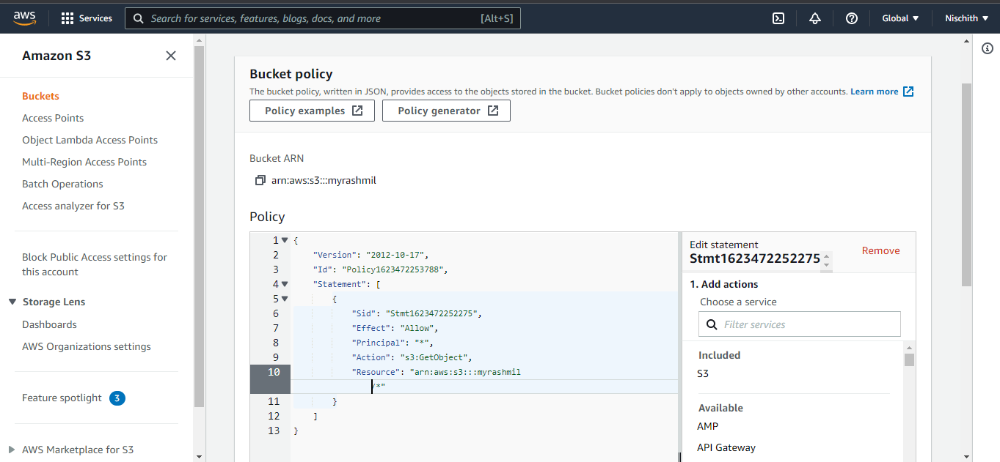 aws
Services
Search for services, features, blogs, docs, and more
[Alt+S]
Global
Nischith
Amazon S3
Buckets
Access Points
Object Lambda Access Points
Multi-Region Access Points
Batch Operations
Access analyzer for S3
Block Public Access settings for
this account
Storage Lens
Dashboards
AWS Organizations settings
Feature spotlight 3
AWS Marketplace for S3
Bucket policy
The bucket policy, written in JSON, provides access to the objects stored in the bucket. Bucket policies don't apply to objects owned by other accounts. Learn more
Policy examples
Policy generator
Bucket ARN
arn:aws:s3:::myrashmil
Policy
1 {
2 "Version": "2012-10-17",
3 "Id": "Policy1623472253788",
4 "Statement": [
5 {
6 "Sid": "Stmt1623472252275",
7 "Effect": "Allow",
8 "Principal": "*",
9 "Action": "s3:GetObject",
10 "Resource": "arn:aws:s3:::myrashmil
/*"
11 }
12 ]
13 }
Edit statement
Stmt1623472252275
Remove
1. Add actions
Choose a service
Filter services
Included
S3
Available
AMP
API Gateway